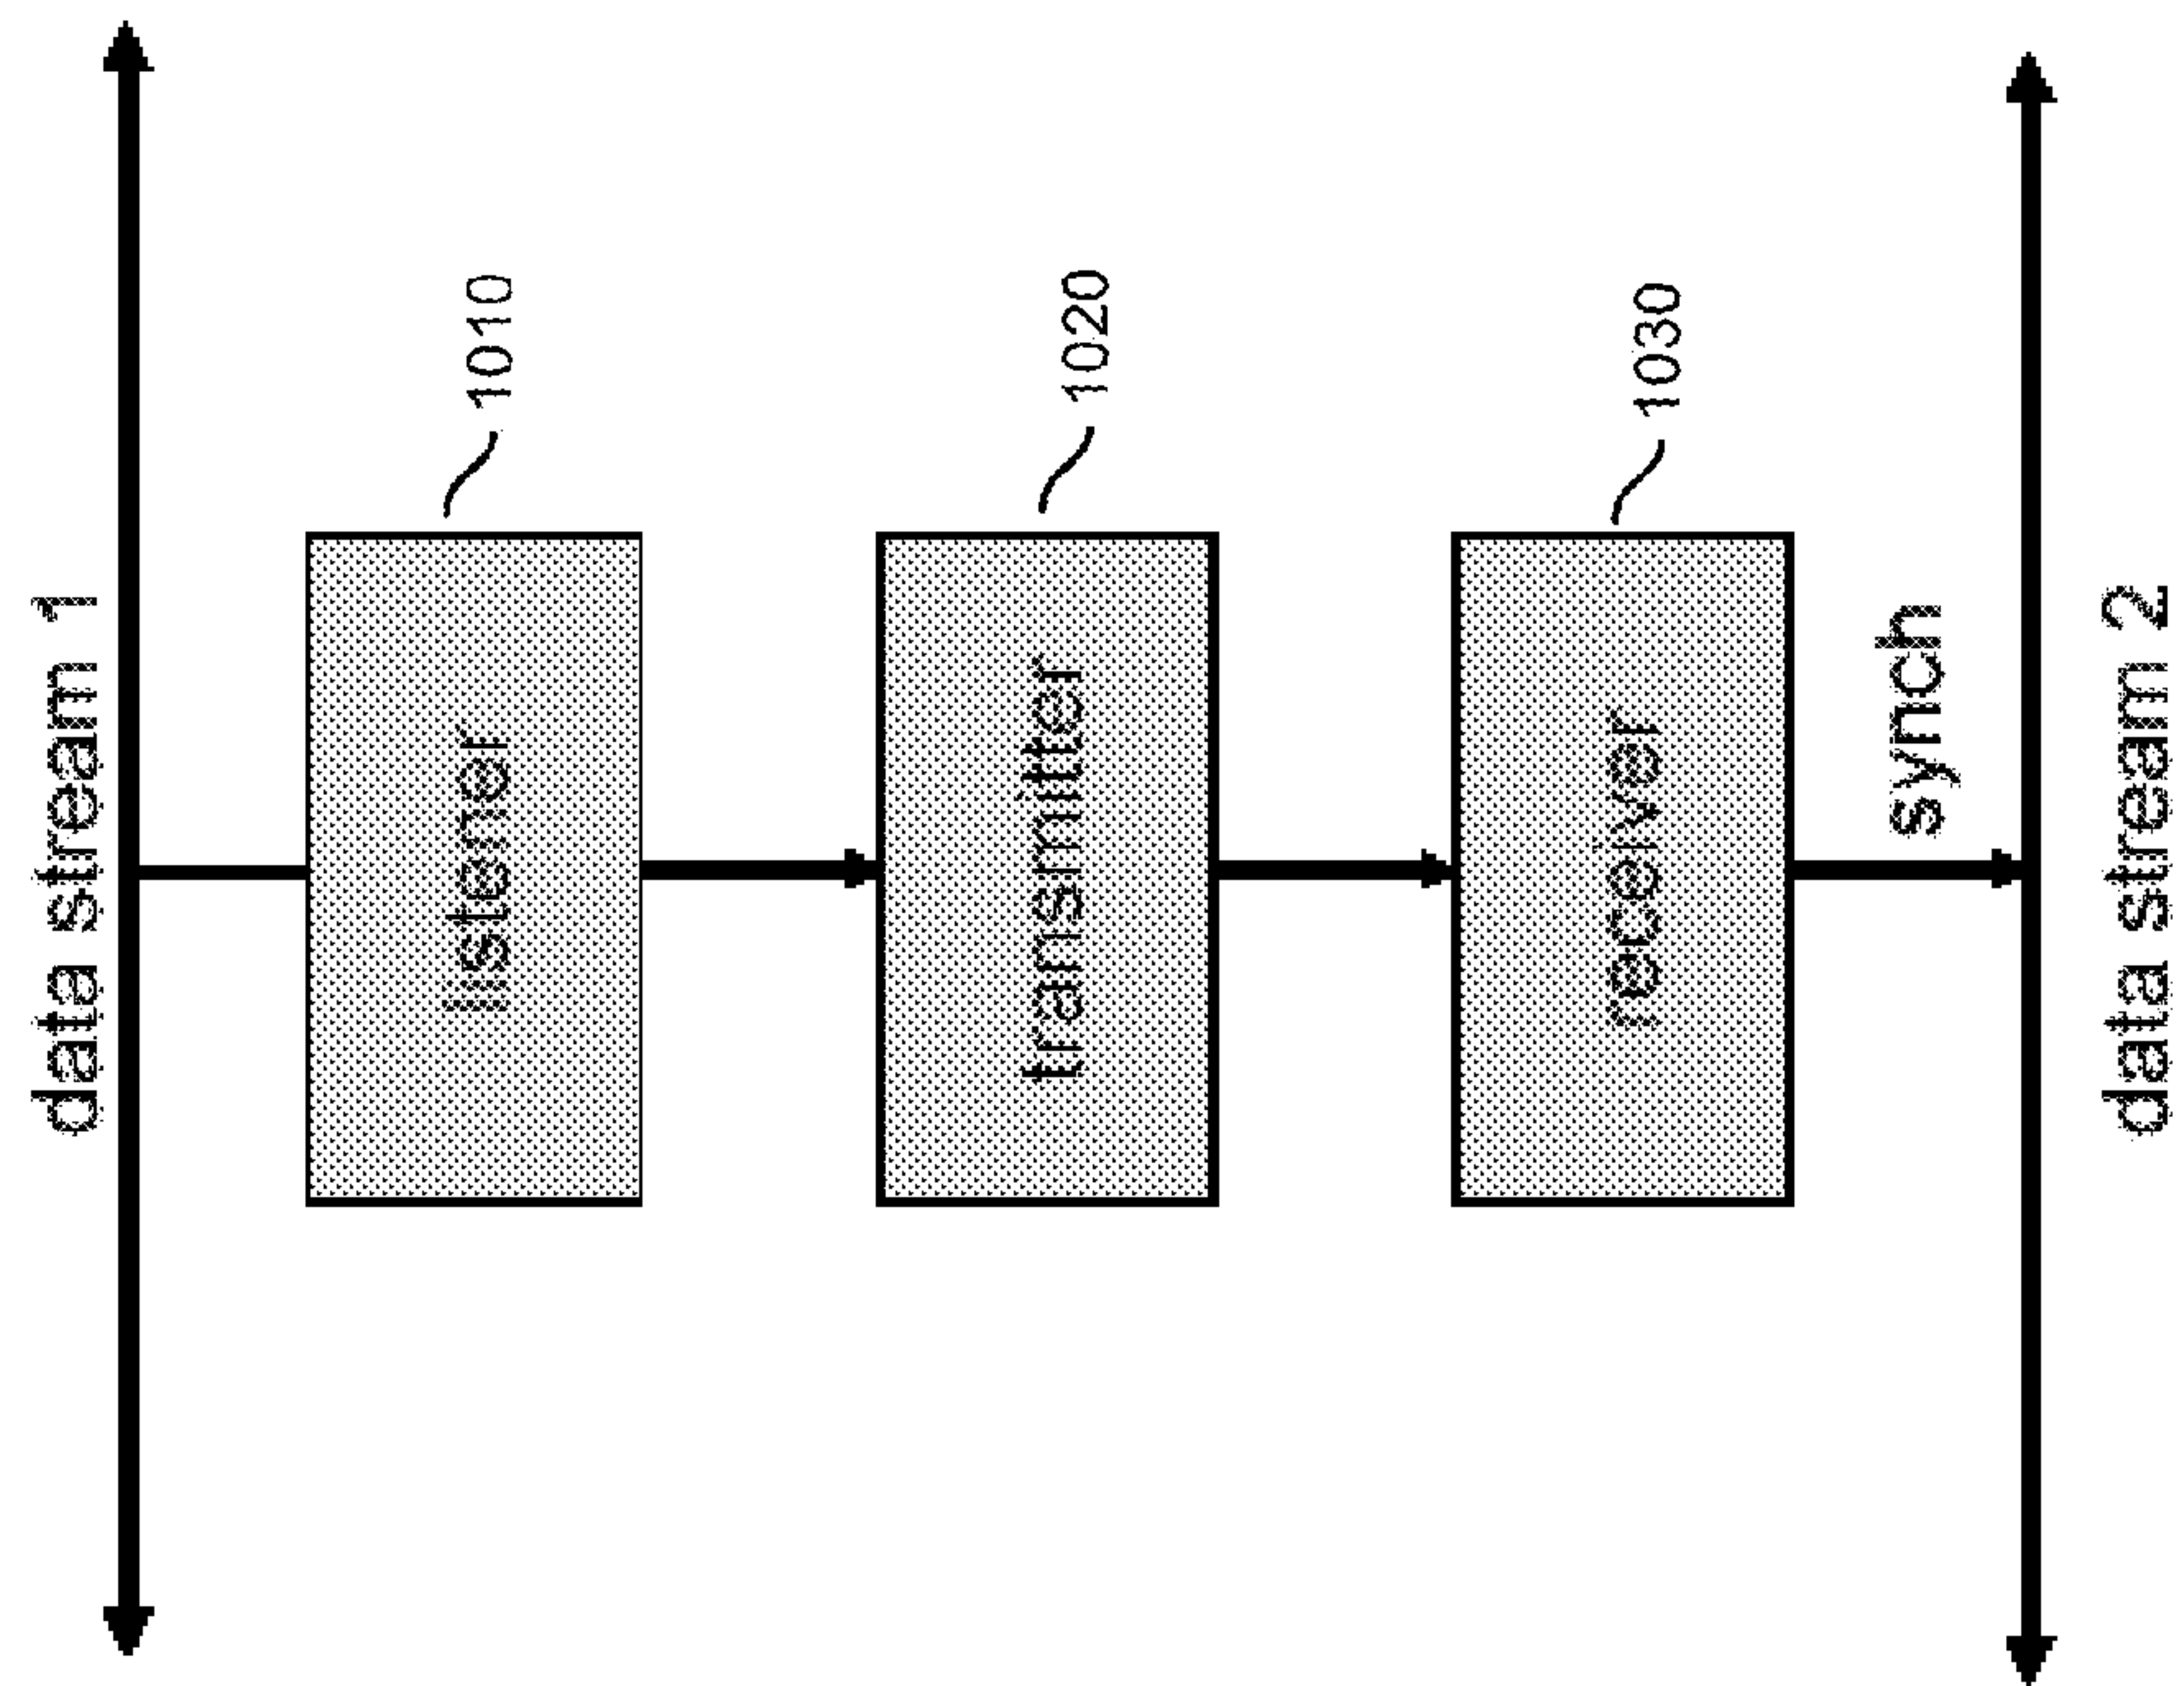 data stream 1
listener
1010
transmitter
1020
receiver
1030
synch
data stream 2